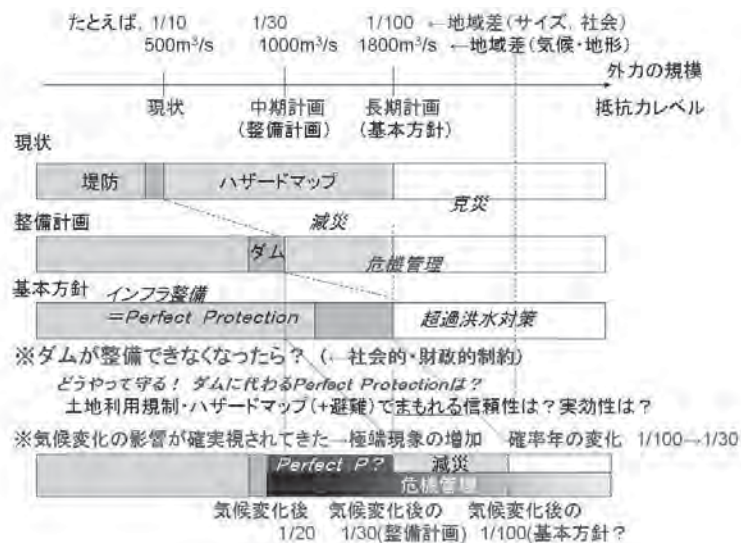 たとえば, 1/10 1/30 1/100 ←地域差(サイズ, 社会)
500m³/s 1000m³/s 1800m³/s ←地域差(気候・地形)
外力の規模
現状 中期計画 長期計画 抵抗力レベル
(整備計画) (基本方針)
現状
堤防 ハザードマップ
克災
整備計画 減災
ダム 危機管理
基本方針 インフラ整備
=Perfect Protection 超過洪水対策
※ダムが整備できなくなったら? (←社会的・財政的制約)
どうやって守る! ダムに代わるPerfect Protectionは?
土地利用規制・ハザードマップ(+避難)でまもれる信頼性は?実効性は?
※気候変化の影響が確実視されてきた→極端現象の増加 確率年の変化 1/100→1/30
Perfect P? 減災
危機管理
気候変化後 気候変化後の 気候変化後の
1/20 1/30(整備計画) 1/100(基本方針?